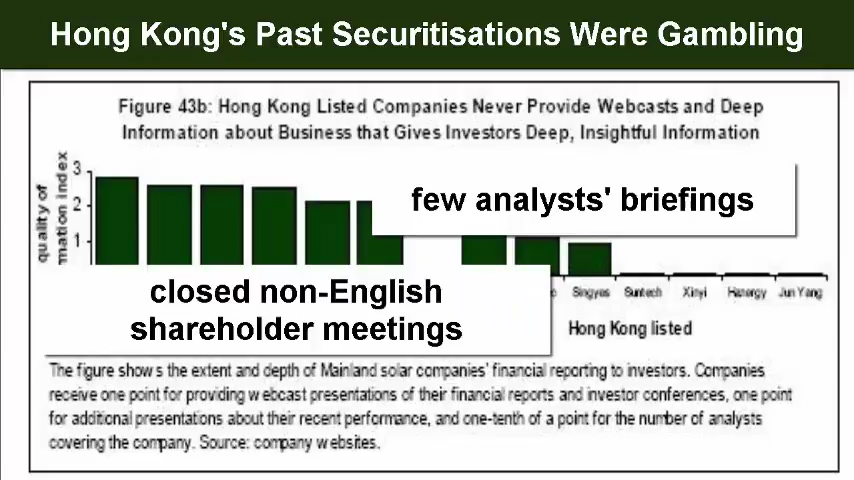 Hong Kong's Past Securitisations Were Gambling
Figure 43b: Hong Kong Listed Companies Never Provide Webcasts and Deep
Information about Business that Gives Investors Deep, Insightful Information
quality of
mation index
3
2
1
few analysts' briefings
closed non-English
shareholder meetings
Singyes Suntech Xinyi Hanergy Jun Yang
Hong Kong listed
The figure shows the extent and depth of Mainland solar companies' financial reporting to investors. Companies
receive one point for providing webcast presentations of their financial reports and investor conferences, one point
for additional presentations about their recent performance, and one-tenth of a point for the number of analysts
covering the company. Source: company websites.